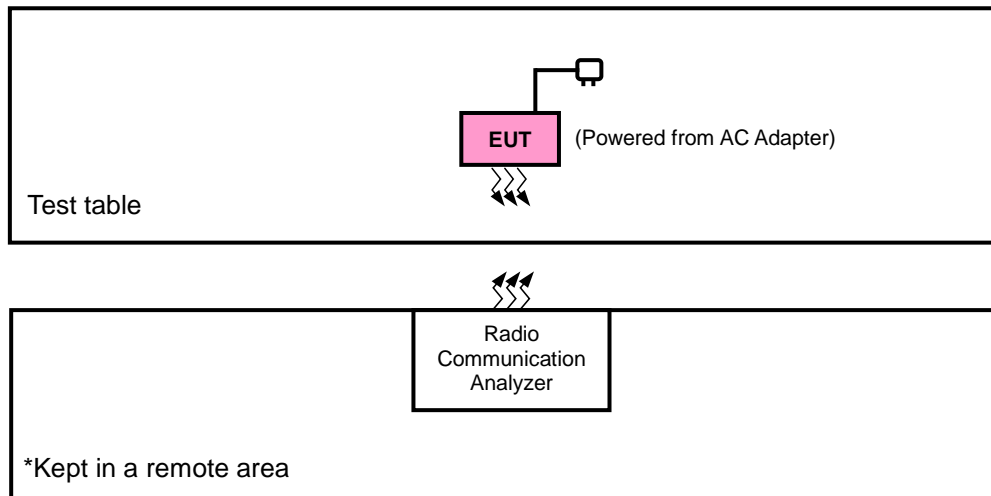 EUT
(Powered from AC Adapter)
Test table
Radio
Communication
Analyzer
*Kept in a remote area